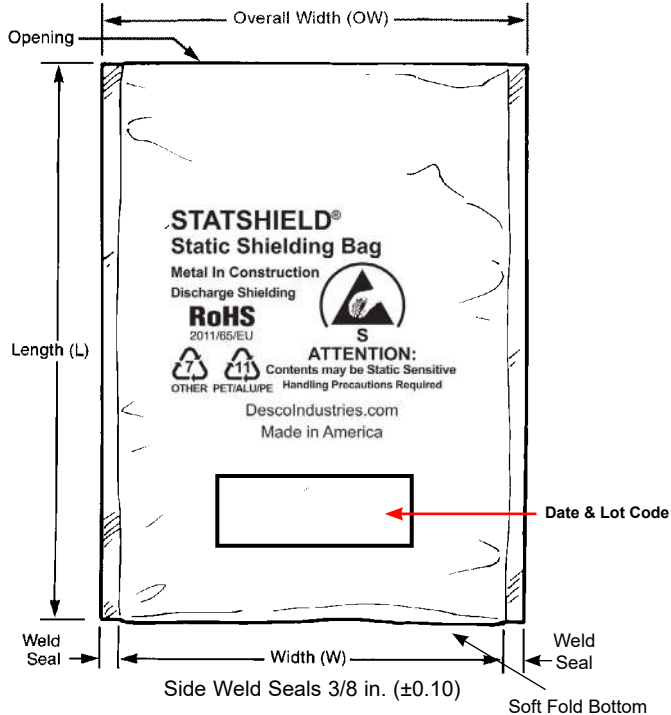 Overall Width (OW)
Opening
STATSHIELD®
Static Shielding Bag
Metal In Construction
Discharge Shielding
RoHS
2011/65/EU
S
Length (L)
ATTENTION:
7
11
Contents may be Static Sensitive
OTHER PET/ALU/PE
Handling Precautions Required
DescoIndustries.com
Made in America
Date & Lot Code
Weld
Seal
Width (W)
Weld
Seal
Side Weld Seals 3/8 in. (±0.10)
Soft Fold Bottom